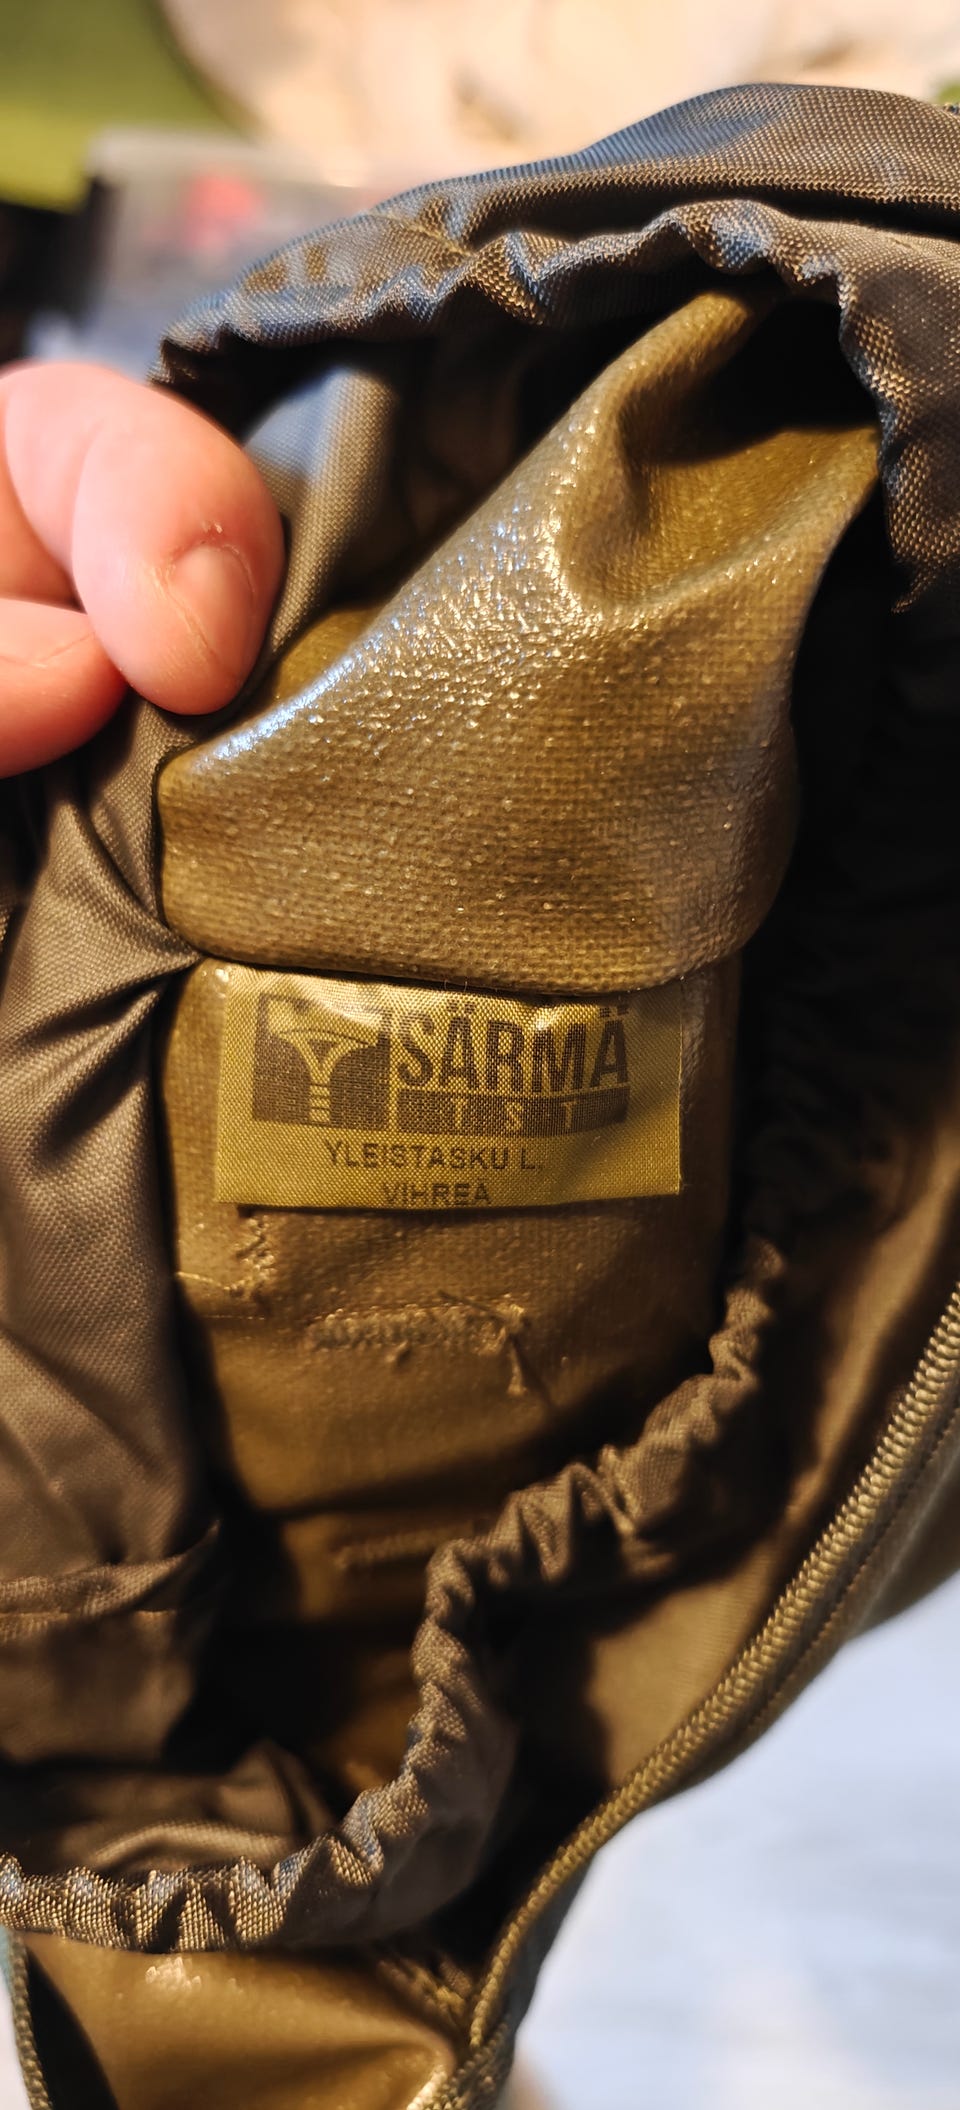 SÄRMÄ
TST
YLEISTASKU L.
VIHREA